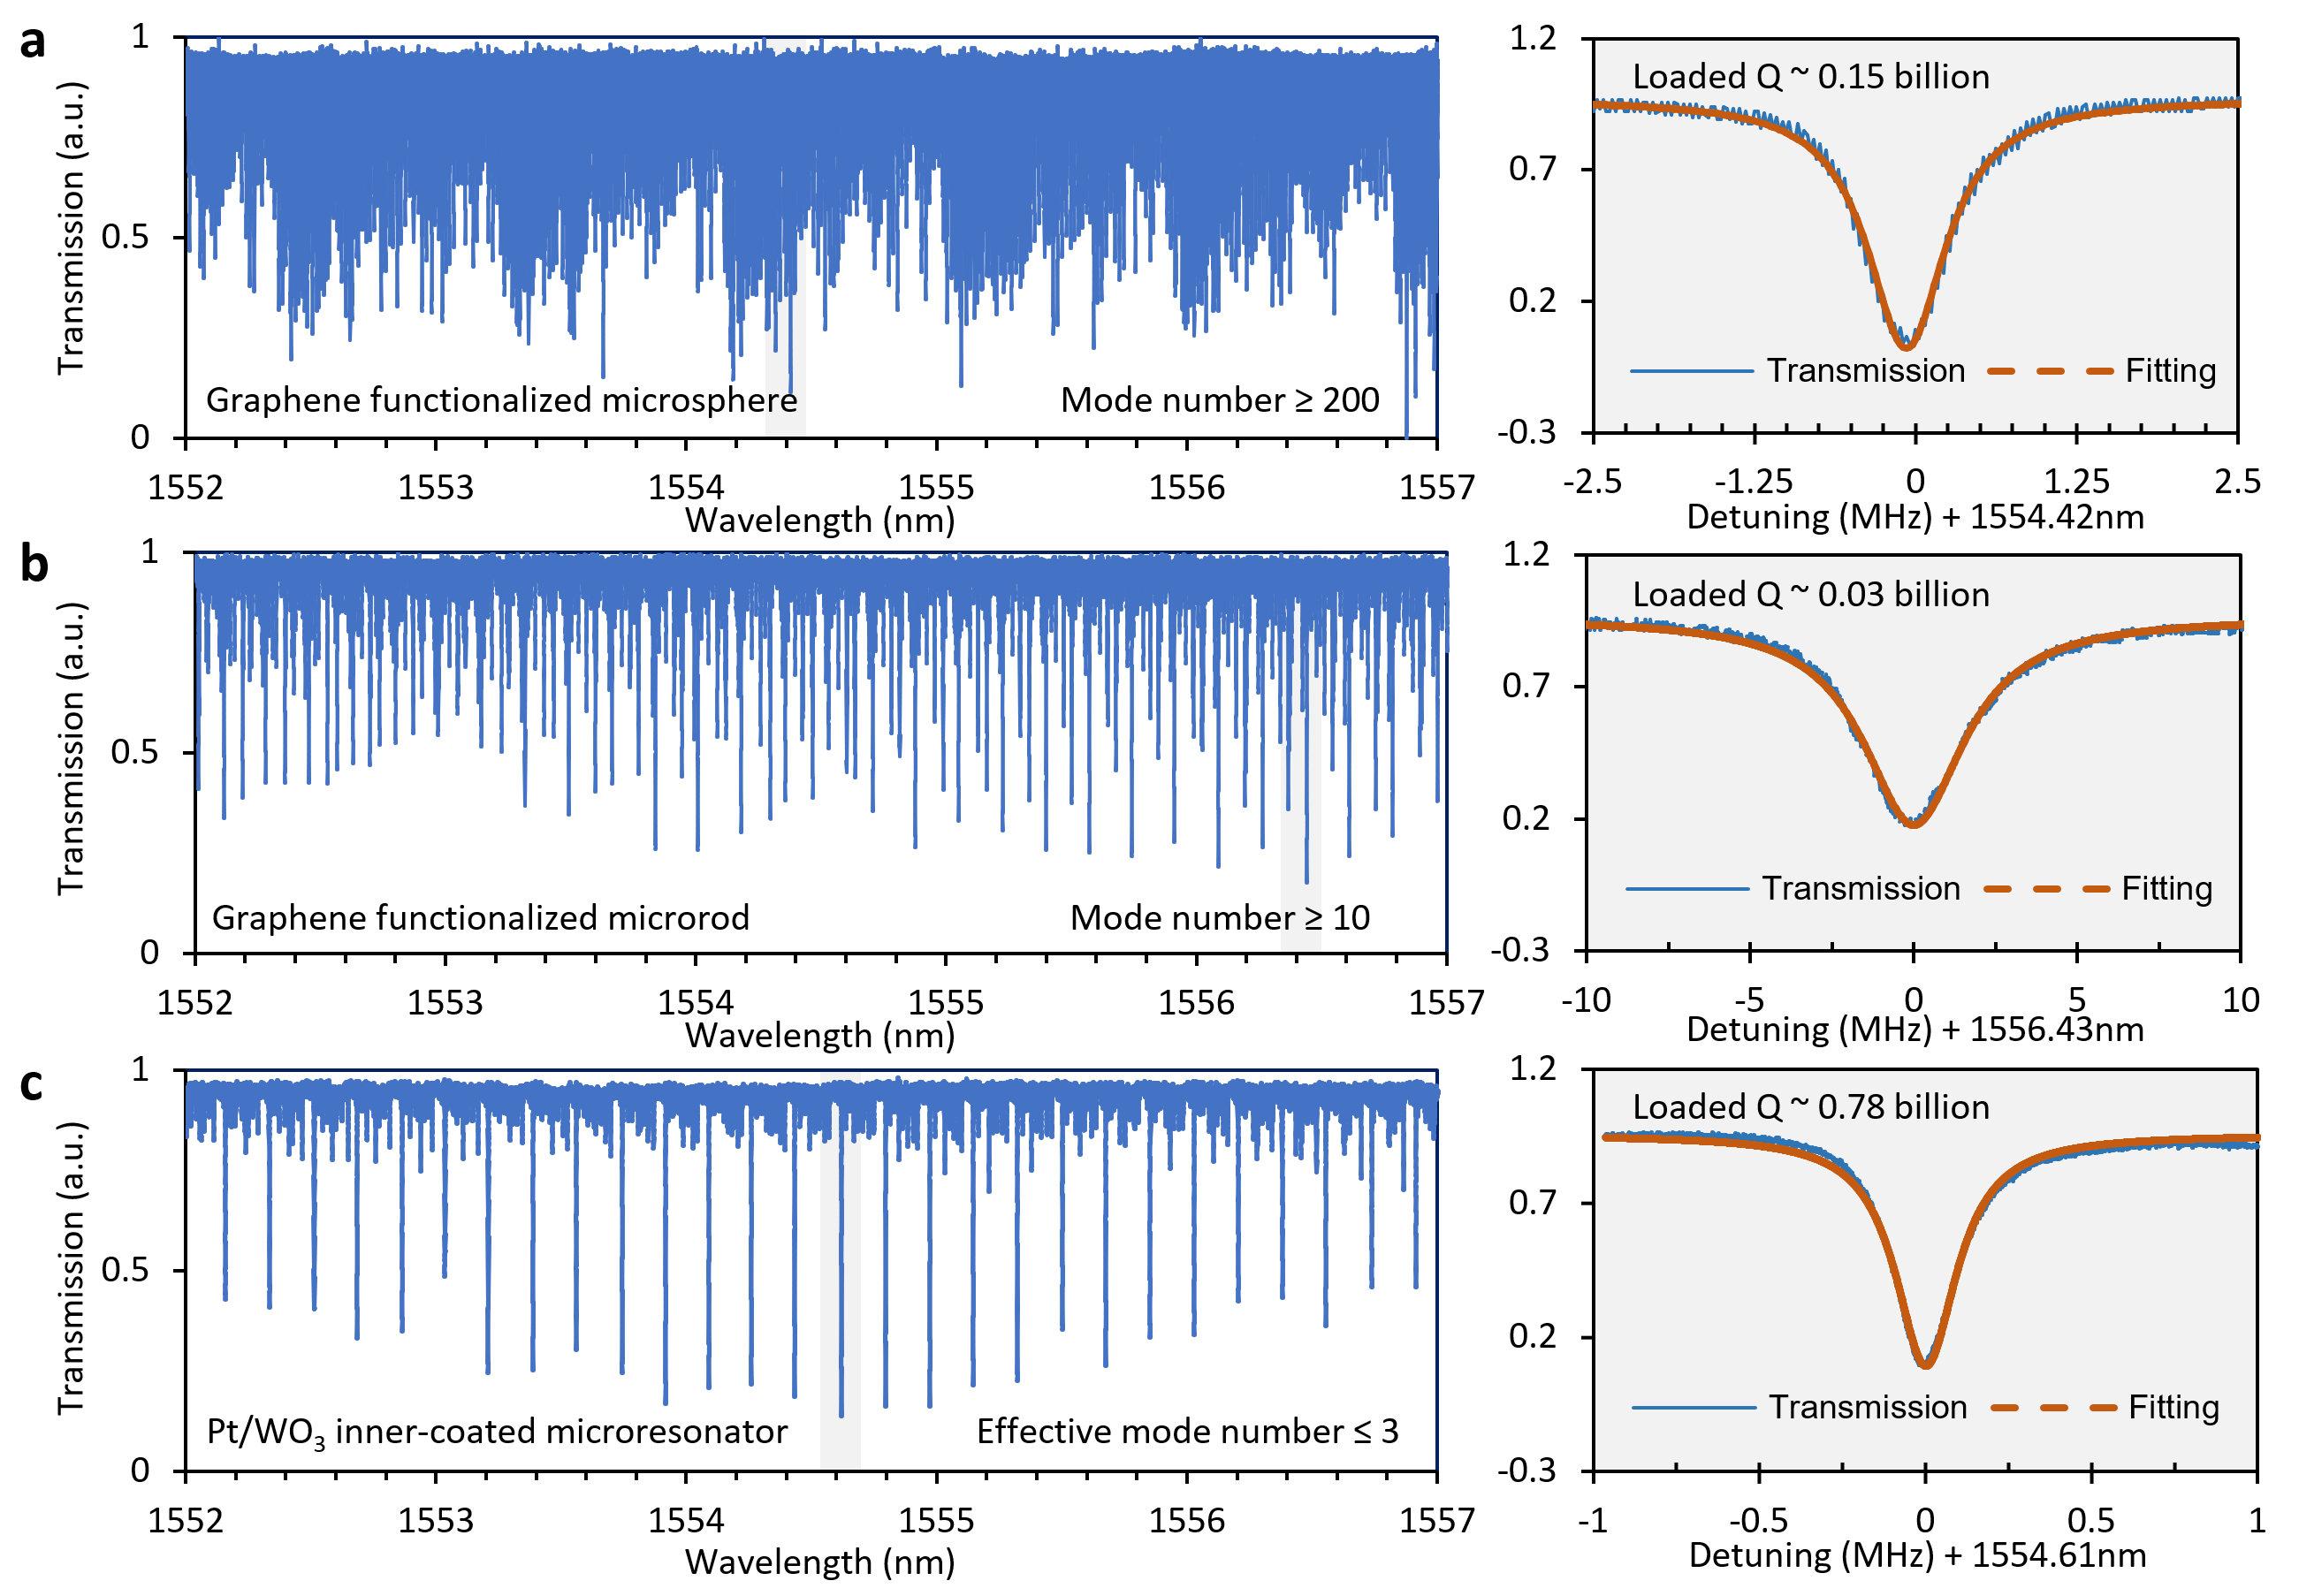 a
1
0.5
0
Transmission (a.u.)
Graphene functionalized microsphere
Mode number ≥ 200
1552 1553 1554 1555 1556 1557
Wavelength (nm)
1.2
0.7
0.2
-0.3
Loaded Q ~ 0.15 billion
Transmission Fitting
-2.5 -1.25 0 1.25 2.5
Detuning (MHz) + 1554.42nm
b
1
0.5
0
Transmission (a.u.)
Graphene functionalized microrod
Mode number ≥ 10
1552 1553 1554 1555 1556 1557
Wavelength (nm)
1.2
0.7
0.2
-0.3
Loaded Q ~ 0.03 billion
Transmission Fitting
-10 -5 0 5 10
Detuning (MHz) + 1556.43nm
c
1
0.5
0
Transmission (a.u.)
Pt/WO₃ inner-coated microresonator
Effective mode number ≤ 3
1552 1553 1554 1555 1556 1557
Wavelength (nm)
1.2
0.7
0.2
-0.3
Loaded Q ~ 0.78 billion
Transmission Fitting
-1 -0.5 0 0.5 1
Detuning (MHz) + 1554.61nm